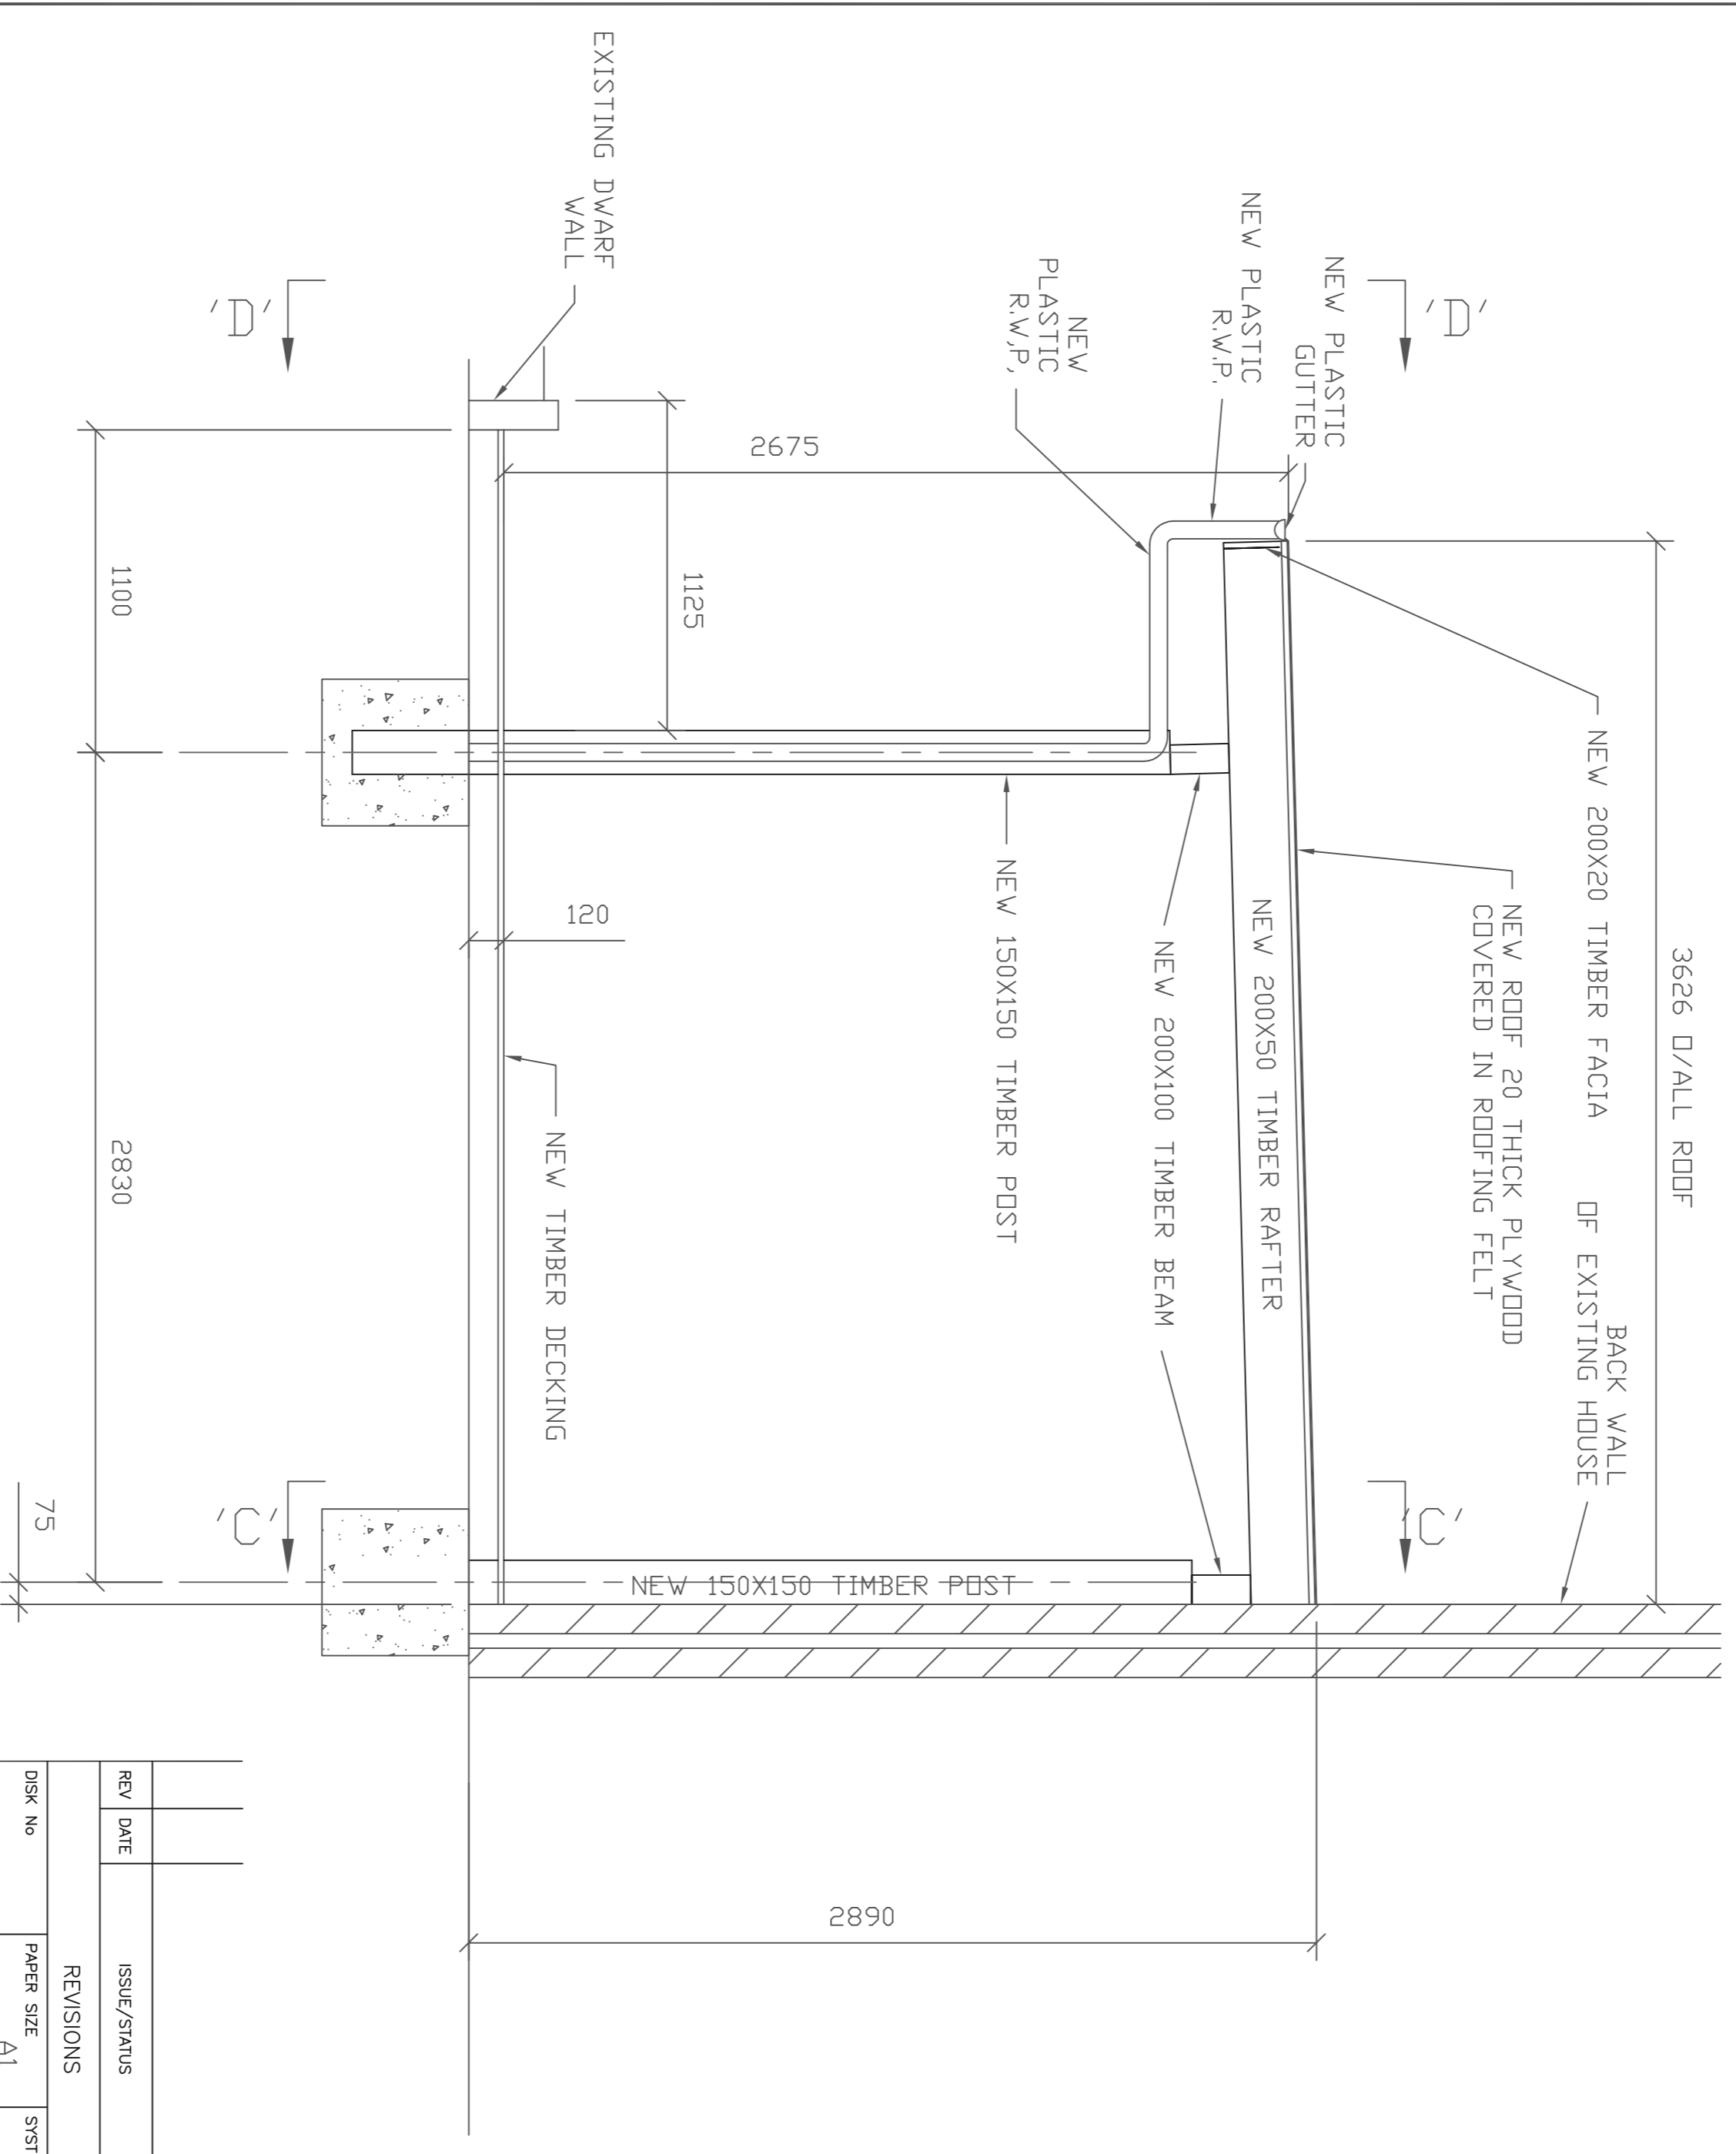 3626 O/ALL ROOF
BACK WALL
OF EXISTING HOUSE
NEW 200X20 TIMBER FACIA
NEW ROOF 20 THICK PLYWOOD
COVERED IN ROOFING FELT
'D'
'C'
NEW PLASTIC
GUTTER
NEW PLASTIC
R.W.P.
NEW 200X50 TIMBER RAFTER
NEW 200X100 TIMBER BEAM
NEW
PLASTIC
R.W,P,
NEW 150X150 TIMBER POST
2675
2890
1125
EXISTING DWARF
WALL
120
NEW TIMBER DECKING
NEW 150X150 TIMBER POST
'D'
'C'
1100
2830
75
REV
DATE
ISSUE/STATUS
REVISIONS
DISK No
PAPER SIZE
A1
SYST